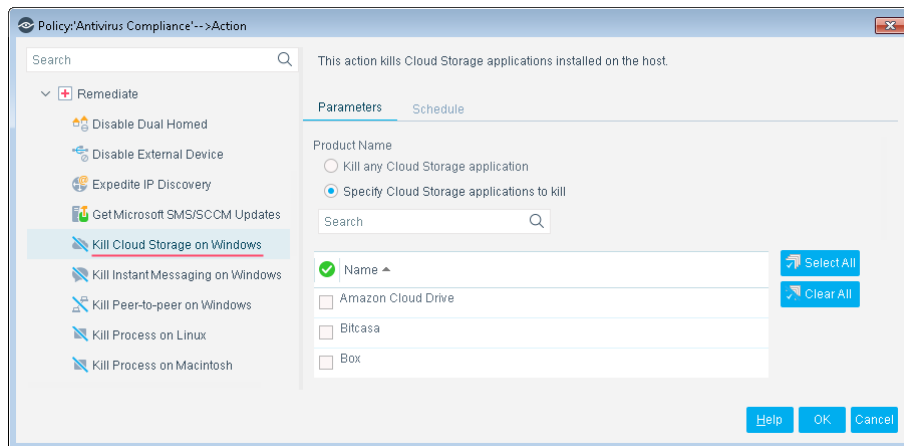 Policy:'Antivirus Compliance'-->Action
Search
Remediate
Disable Dual Homed
Disable External Device
Expedite IP Discovery
Get Microsoft SMS/SCCM Updates
Kill Cloud Storage on Windows
Kill Instant Messaging on Windows
Kill Peer-to-peer on Windows
Kill Process on Linux
Kill Process on Macintosh
This action kills Cloud Storage applications installed on the host.
Parameters Schedule
Product Name
Kill any Cloud Storage application
Specify Cloud Storage applications to kill
Search
Name
Amazon Cloud Drive
Bitcasa
Box
Select All
Clear All
Help OK Cancel